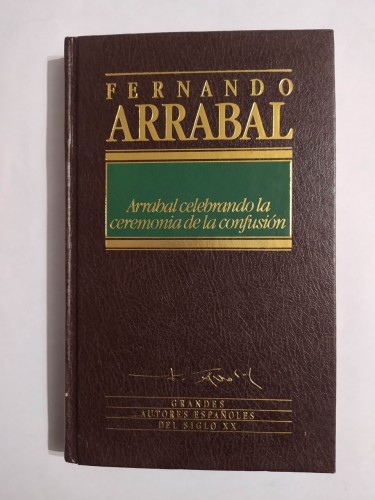 FERNANDO
ARRABAL
Arrabal celebrando la
ceremonia de la confusión
GRANDES
AUTORES ESPAÑOLES
DEL SIGLO XX